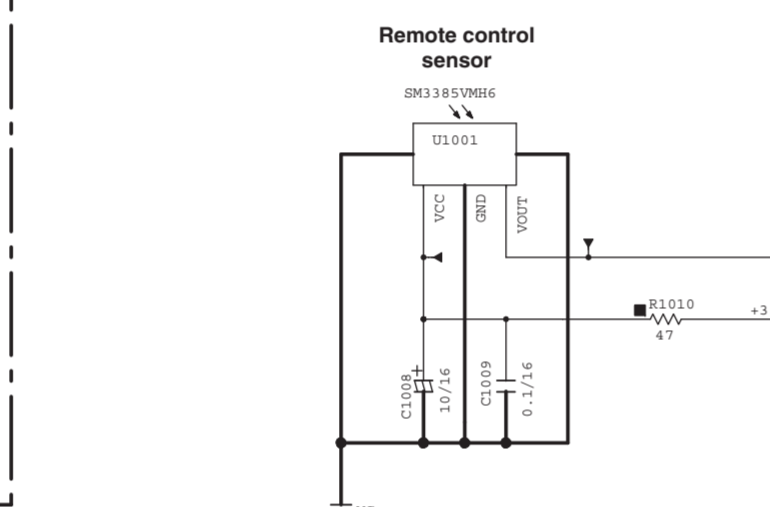 Remote control
sensor
SM3385VMH6
U1001
VCC
GND
VOUT
R1010
+3
47
C1008
+
10/16
C1009
0.1/16